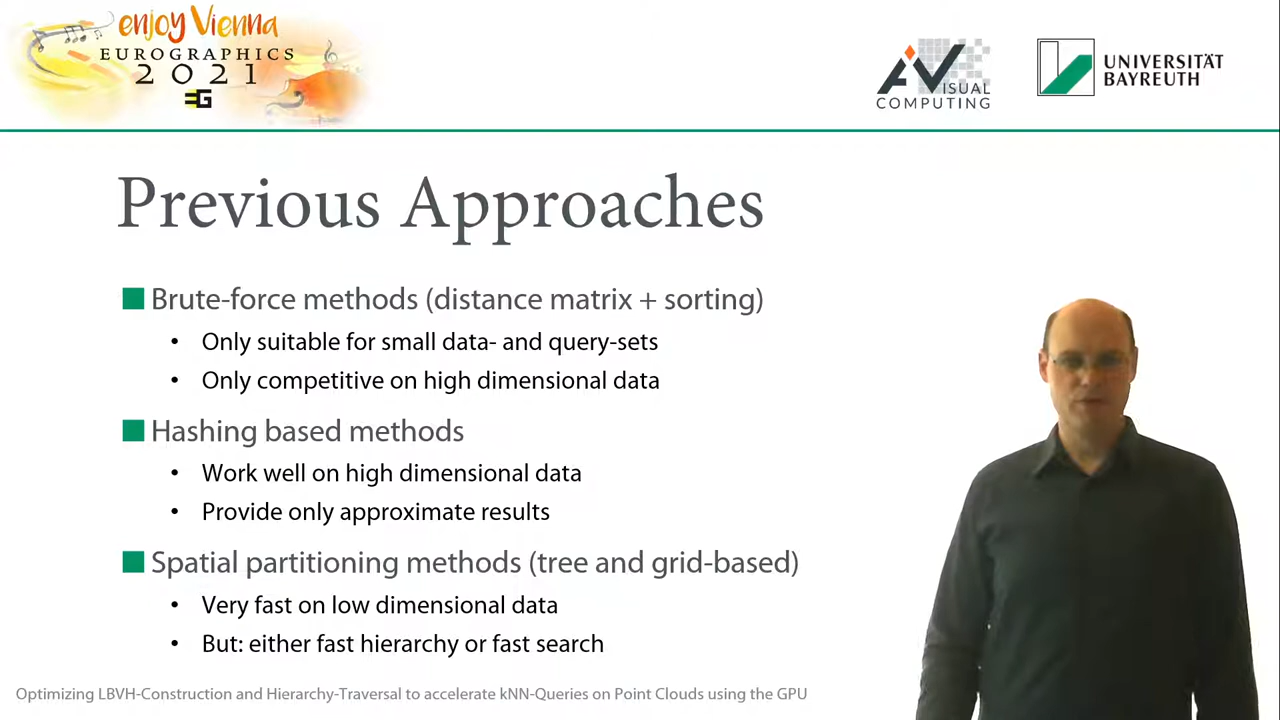 enjoy Vienna
EUROGRAPHICS
2021
EG
VISUAL
COMPUTING
UNIVERSITÄT
BAYREUTH
Previous Approaches
Brute-force methods (distance matrix + sorting)
• Only suitable for small data- and query-sets
• Only competitive on high dimensional data
Hashing based methods
• Work well on high dimensional data
• Provide only approximate results
Spatial partitioning methods (tree and grid-based)
• Very fast on low dimensional data
• But: either fast hierarchy or fast search
Optimizing LBVH-Construction and Hierarchy-Traversal to accelerate kNN-Queries on Point Clouds using the GPU